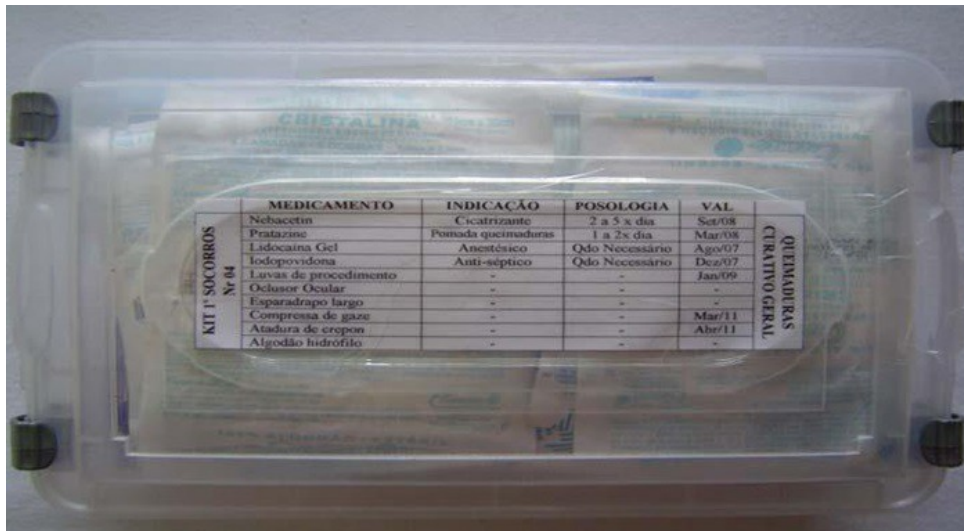 CRISTALINA
KIT 1º SOCORROS
Nr 04
MEDICAMENTO INDICAÇÃO POSOLOGIA VAL
Nebacetin Cicatrizante 2 a 5 x dia Set/08
Pratazine Pomada queimaduras 1 a 2x dia Mar/08
Lidocaina Gel Anestésico Qdo Necessário Ago/07
Iodopovidona Anti-séptico Qdo Necessário Dez/07
Luvas de procedimento - - Jan/09
Oclusor Ocular - - -
Esparadrapo largo - - -
Compressa de gaze - - Mar/11
Atadura de crepon - - Abr/11
Algodão hidrófilo - - -
QUEIMADURAS
CURATIVO GERAL